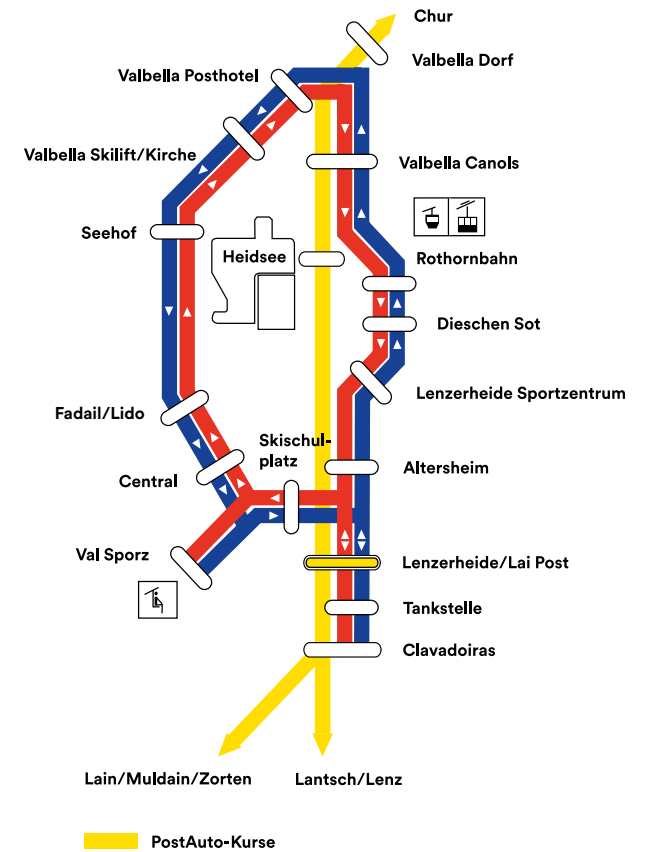 Chur
Valbella Dorf
Valbella Posthotel
Valbella Skilift/Kirche
Valbella Canols
Seehof
Heidsee
Rothornbahn
Dieschen Sot
Lenzerheide Sportzentrum
Fadail/Lido
Skischul-
platz
Altersheim
Central
Val Sporz
Lenzerheide/Lai Post
Tankstelle
Clavadoiras
Lain/Muldain/Zorten
Lantsch/Lenz
PostAuto-Kurse